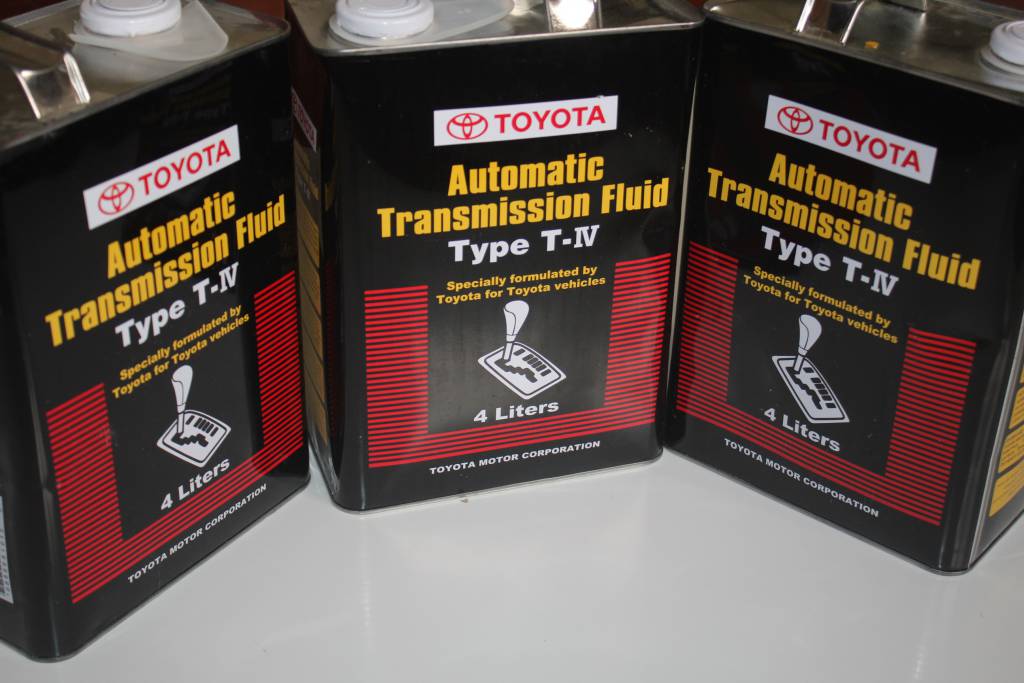 TOYOTA
Automatic
Transmission Fluid
Type T-IV
Specially formulated by
Toyota for Toyota vehicles
4 Liters
TOYOTA MOTOR CORPORATION
TOYOTA
Automatic
Transmission Fluid
Type T-IV
Specially formulated by
Toyota for Toyota vehicles
4 Liters
TOYOTA MOTOR CORPORATION
TOYOTA
Automatic
Transmission Fluid
Type T-IV
Specially formulated by
Toyota for Toyota vehicles
4 Liters
TOYOTA MOTOR CORPORATION